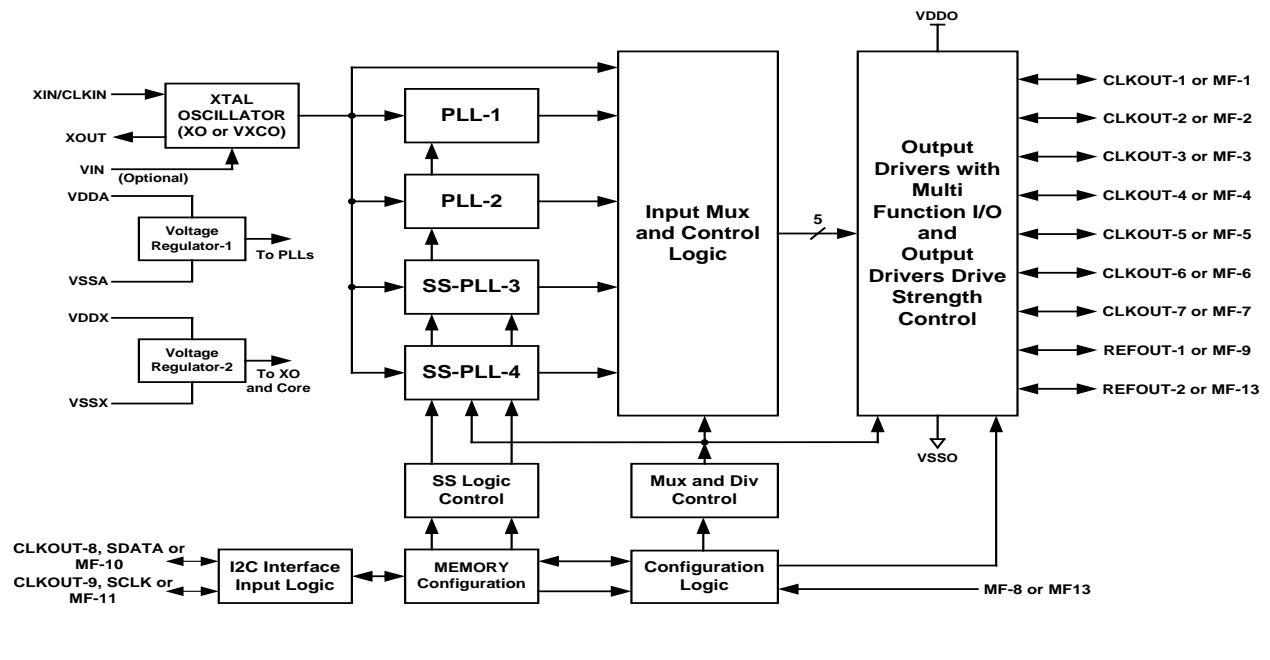 VDDO
XIN/CLKIN
XOUT
VIN
(Optional)
XTAL
OSCILLATOR
(XO or VXCO)
VDDA
Voltage
Regulator-1
To PLLs
VSSA
VDDX
Voltage
Regulator-2
To XO
and Core
VSSX
PLL-1
PLL-2
SS-PLL-3
SS-PLL-4
Input Mux
and Control
Logic
5
Output
Drivers with
Multi
Function I/O
and
Output
Drivers Drive
Strength
Control
CLKOUT-1 or MF-1
CLKOUT-2 or MF-2
CLKOUT-3 or MF-3
CLKOUT-4 or MF-4
CLKOUT-5 or MF-5
CLKOUT-6 or MF-6
CLKOUT-7 or MF-7
REFOUT-1 or MF-9
REFOUT-2 or MF-13
VSSO
SS Logic
Control
Mux and Div
Control
CLKOUT-8, SDATA or
MF-10
CLKOUT-9, SCLK or
MF-11
I2C Interface
Input Logic
MEMORY
Configuration
Configuration
Logic
MF-8 or MF13